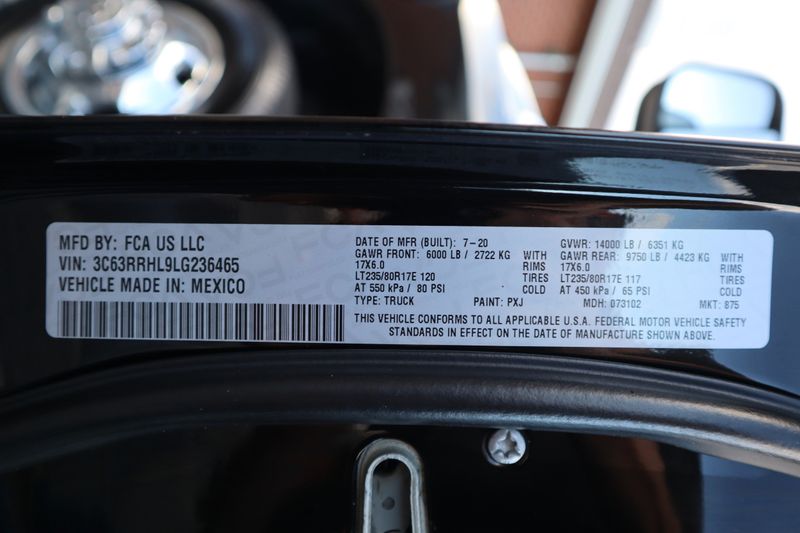 MFD BY: FCA US LLC
VIN: 3C63RRHL9LG236465
VEHICLE MADE IN: MEXICO
DATE OF MFR (BUILT): 7-20
GAWR FRONT: 6000 LB / 2722 KG WITH
17X6.0 RIMS
LT235/80R17E 120 TIRES
AT 550 kPa / 80 PSI COLD
TYPE: TRUCK PAINT: PXJ
GVWR: 14000 LB / 6351 KG
GAWR REAR: 9750 LB / 4423 KG WITH
17X6.0 RIMS
LT235/80R17E 117 TIRES
AT 450 kPa / 65 PSI COLD
MDH: 073102 MKT: 875
THIS VEHICLE CONFORMS TO ALL APPLICABLE U.S.A. FEDERAL MOTOR VEHICLE SAFETY
STANDARDS IN EFFECT ON THE DATE OF MANUFACTURE SHOWN ABOVE.